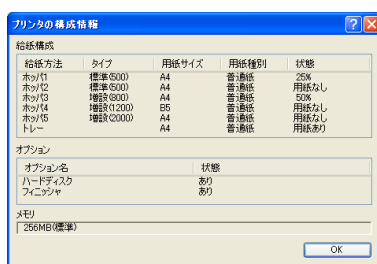 プリンタの構成情報
給紙構成
給紙方法 タイプ 用紙サイズ 用紙種別 状態
ホッパ1 標準(500) A4 普通紙 25%
ホッパ2 標準(500) A4 普通紙 用紙なし
ホッパ3 増設(800) A4 普通紙 50%
ホッパ4 増設(1200) B5 普通紙 用紙なし
ホッパ5 増設(2000) A4 普通紙 用紙なし
トレー A4 普通紙 用紙あり
オプション
オプション名 状態
ハードディスク あり
フィニッシャ あり
メモリ
256MB(標準)
OK